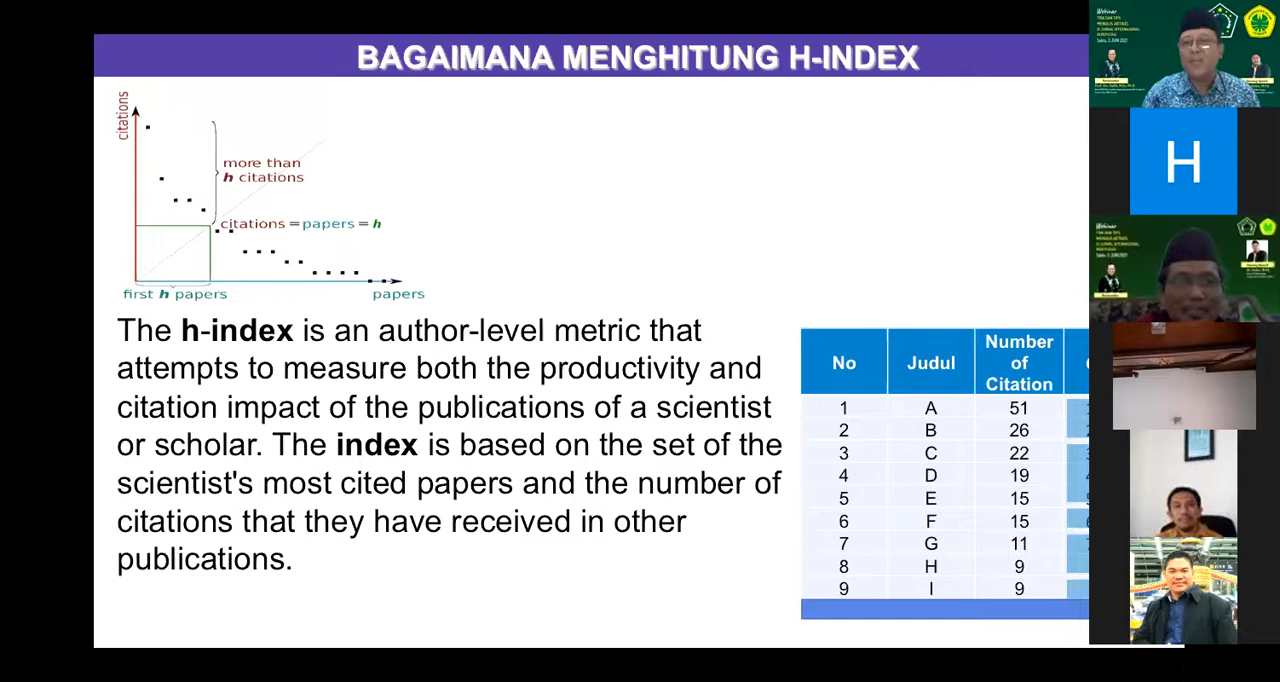 BAGAIMANA MENGHITUNG H-INDEX
citations
more than
h citations
citations = papers = h
first h papers
papers
The h-index is an author-level metric that
attempts to measure both the productivity and
citation impact of the publications of a scientist
or scholar. The index is based on the set of the
scientist's most cited papers and the number of
citations that they have received in other
publications.
No Judul Number of Citation
1 A 51
2 B 26
3 C 22
4 D 19
5 E 15
6 F 15
7 G 11
8 H 9
9 I 9
Webinar
H
Webinar